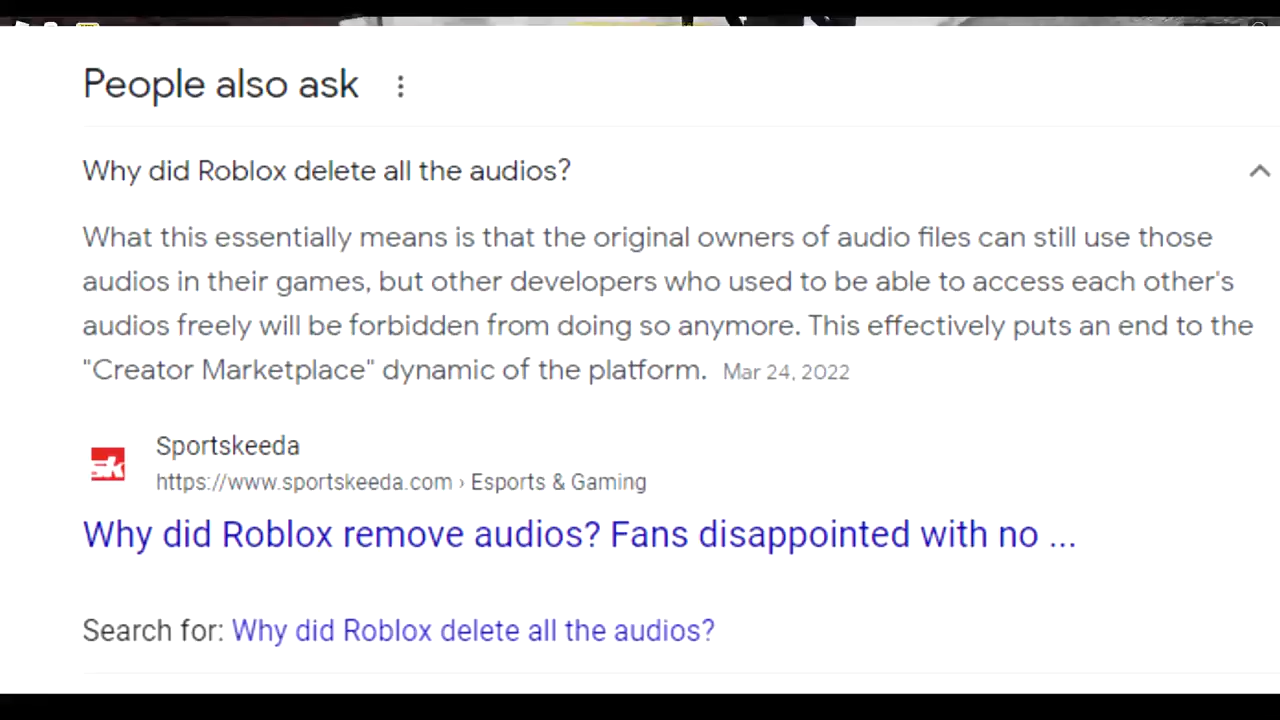 People also ask
Why did Roblox delete all the audios?
What this essentially means is that the original owners of audio files can still use those
audios in their games, but other developers who used to be able to access each other's
audios freely will be forbidden from doing so anymore. This effectively puts an end to the
"Creator Marketplace" dynamic of the platform. Mar 24, 2022
sk
Sportskeeda
https://www.sportskeeda.com › Esports & Gaming
Why did Roblox remove audios? Fans disappointed with no ...
Search for: Why did Roblox delete all the audios?